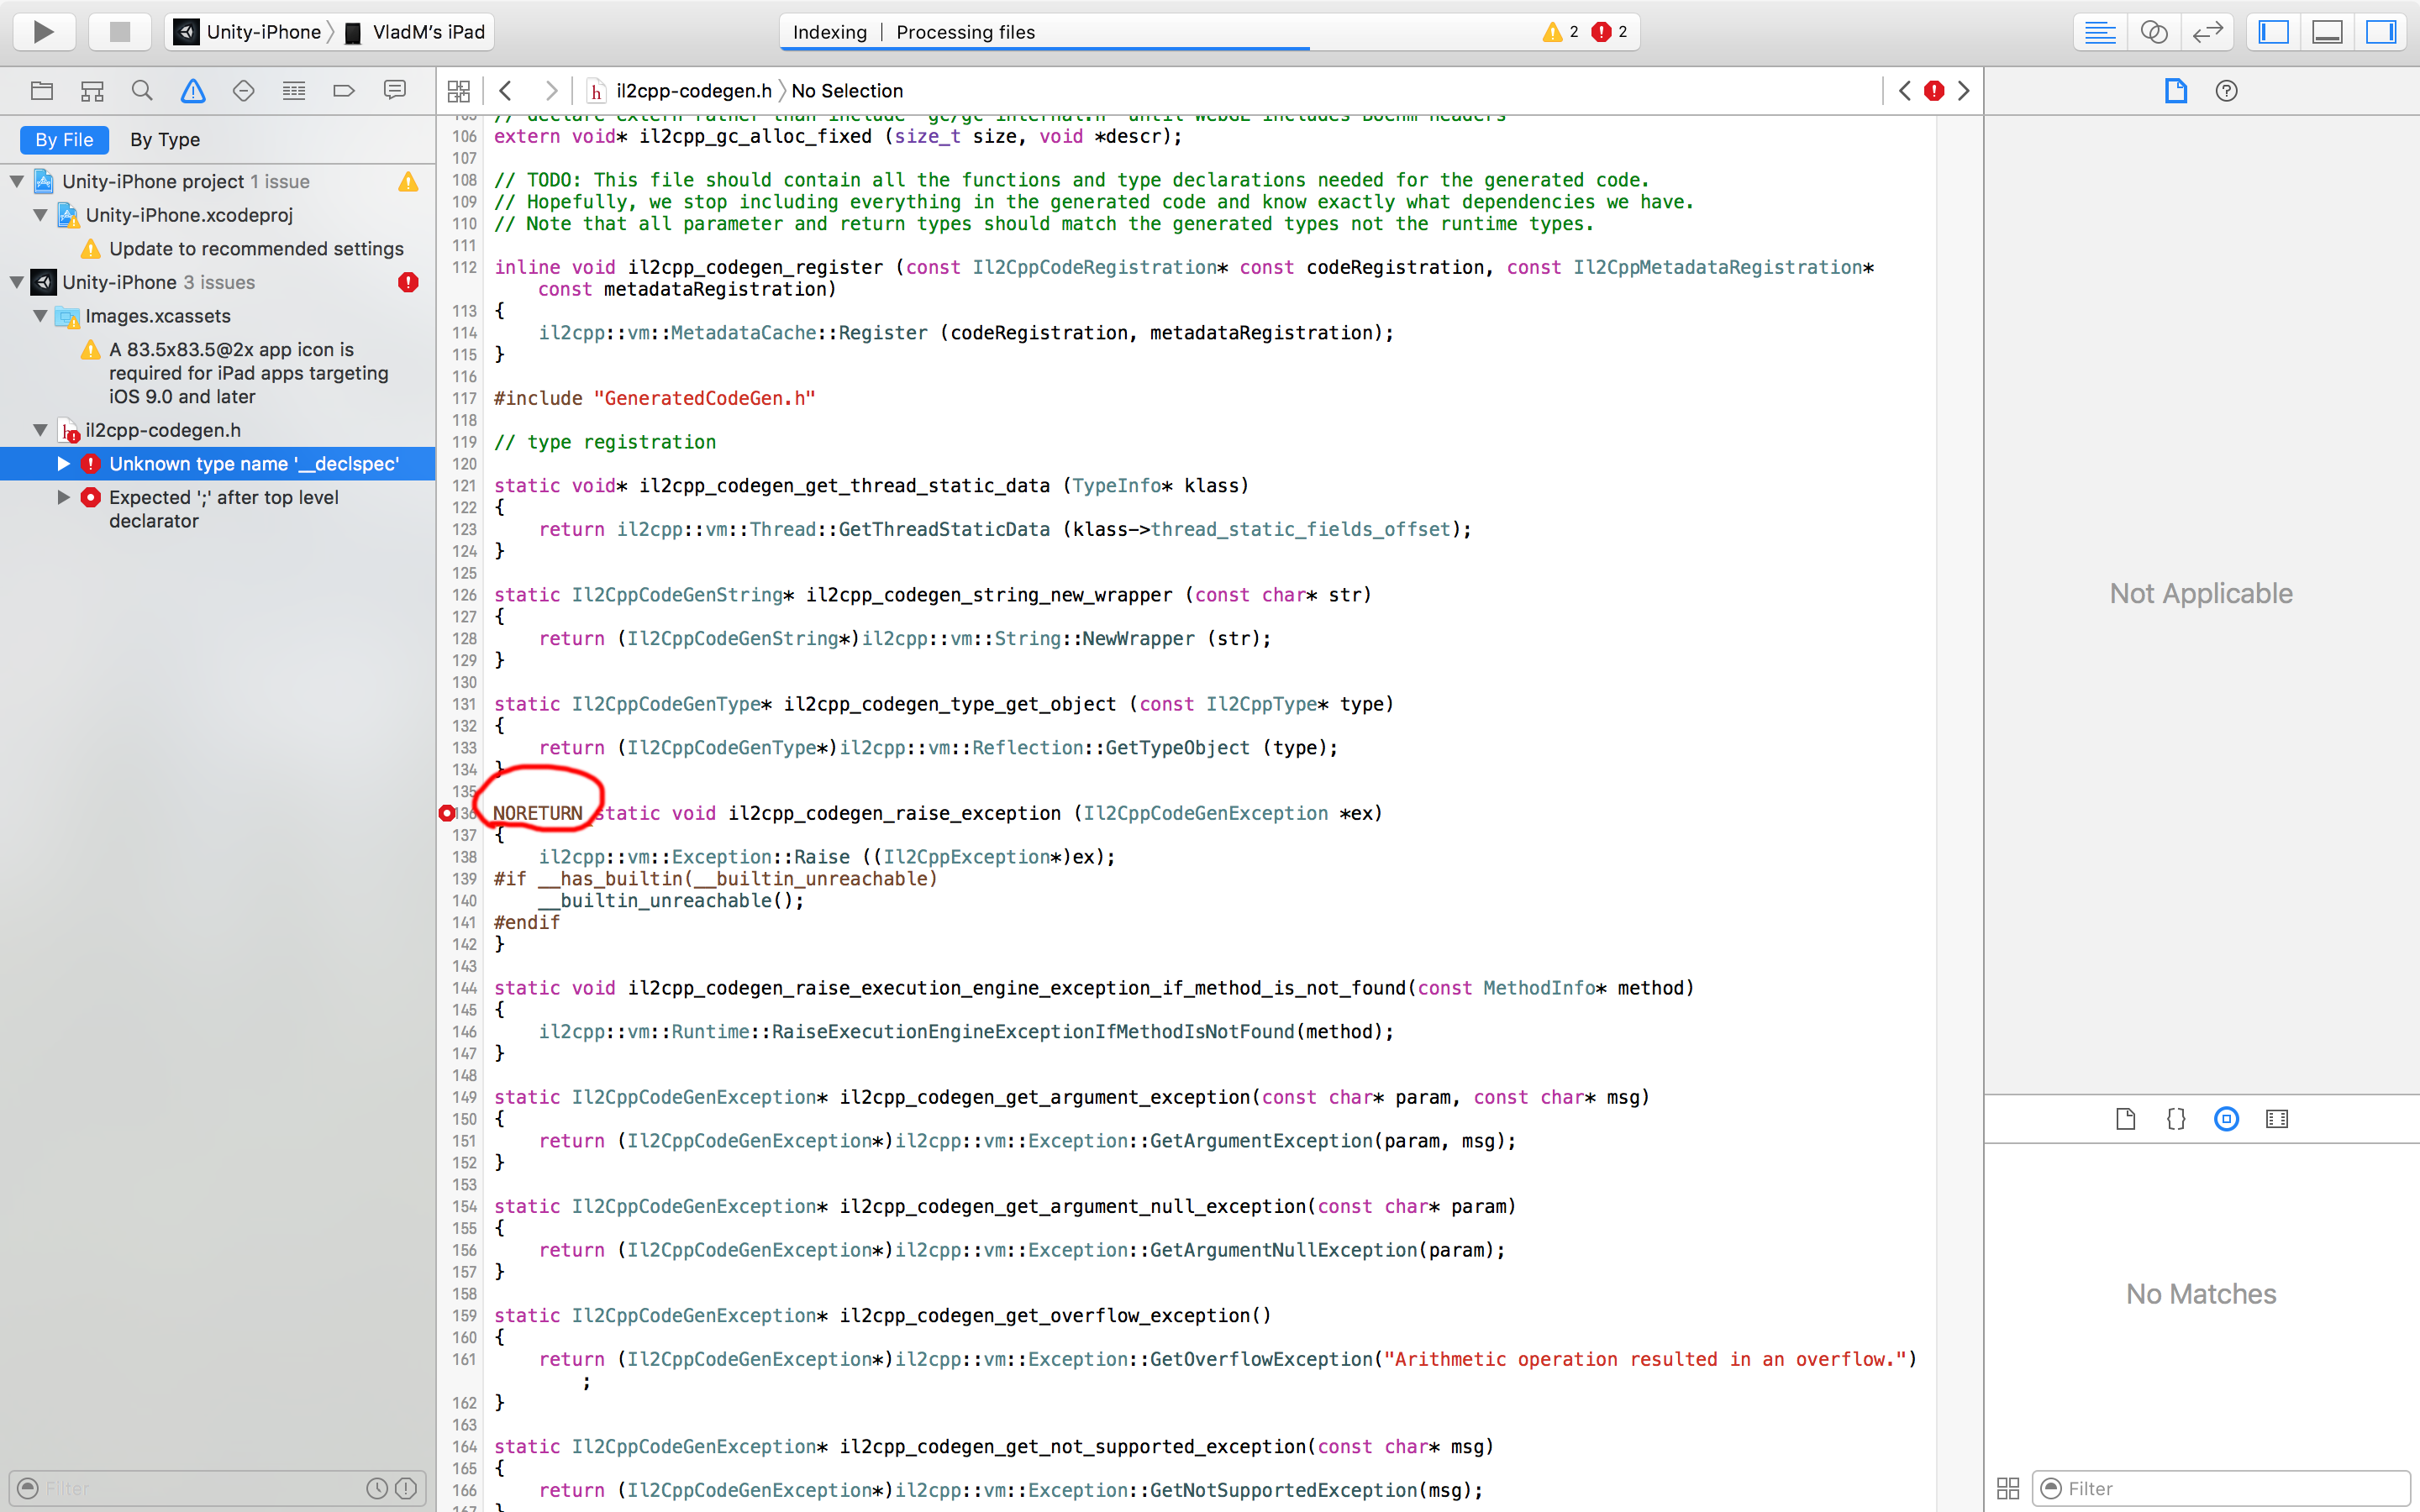 Unity-iPhone VladM's iPad
Indexing | Processing files 2 2
il2cpp-codegen.h No Selection
By File By Type
Unity-iPhone project 1 issue
Unity-iPhone.xcodeproj
Update to recommended settings
Unity-iPhone 3 issues
Images.xcassets
A 83.5x83.5@2x app icon is
required for iPad apps targeting
iOS 9.0 and later
il2cpp-codegen.h
Unknown type name '__declspec'
Expected ';' after top level
declarator
Filter
106 extern void* il2cpp_gc_alloc_fixed (size_t size, void *descr);
107
108 // TODO: This file should contain all the functions and type declarations needed for the generated code.
109 // Hopefully, we stop including everything in the generated code and know exactly what dependencies we have.
110 // Note that all parameter and return types should match the generated types not the runtime types.
111
112 inline void il2cpp_codegen_register (const Il2CppCodeRegistration* const codeRegistration, const Il2CppMetadataRegistration*
const metadataRegistration)
113 {
114 il2cpp::vm::MetadataCache::Register (codeRegistration, metadataRegistration);
115 }
116
117 #include "GeneratedCodeGen.h"
118
119 // type registration
120
121 static void* il2cpp_codegen_get_thread_static_data (TypeInfo* klass)
122 {
123 return il2cpp::vm::Thread::GetThreadStaticData (klass->thread_static_fields_offset);
124 }
125
126 static Il2CppCodeGenString* il2cpp_codegen_string_new_wrapper (const char* str)
127 {
128 return (Il2CppCodeGenString*)il2cpp::vm::String::NewWrapper (str);
129 }
130
131 static Il2CppCodeGenType* il2cpp_codegen_type_get_object (const Il2CppType* type)
132 {
133 return (Il2CppCodeGenType*)il2cpp::vm::Reflection::GetTypeObject (type);
134 }
135
136 NORETURN static void il2cpp_codegen_raise_exception (Il2CppCodeGenException *ex)
137 {
138 il2cpp::vm::Exception::Raise ((Il2CppException*)ex);
139 #if __has_builtin(__builtin_unreachable)
140 __builtin_unreachable();
141 #endif
142 }
143
144 static void il2cpp_codegen_raise_execution_engine_exception_if_method_is_not_found(const MethodInfo* method)
145 {
146 il2cpp::vm::Runtime::RaiseExecutionEngineExceptionIfMethodIsNotFound(method);
147 }
148
149 static Il2CppCodeGenException* il2cpp_codegen_get_argument_exception(const char* param, const char* msg)
150 {
151 return (Il2CppCodeGenException*)il2cpp::vm::Exception::GetArgumentException(param, msg);
152 }
153
154 static Il2CppCodeGenException* il2cpp_codegen_get_argument_null_exception(const char* param)
155 {
156 return (Il2CppCodeGenException*)il2cpp::vm::Exception::GetArgumentNullException(param);
157 }
158
159 static Il2CppCodeGenException* il2cpp_codegen_get_overflow_exception()
160 {
161 return (Il2CppCodeGenException*)il2cpp::vm::Exception::GetOverflowException("Arithmetic operation resulted in an overflow.")
;
162 }
163
164 static Il2CppCodeGenException* il2cpp_codegen_get_not_supported_exception(const char* msg)
165 {
166 return (Il2CppCodeGenException*)il2cpp::vm::Exception::GetNotSupportedException(msg);
Not Applicable
No Matches
Filter